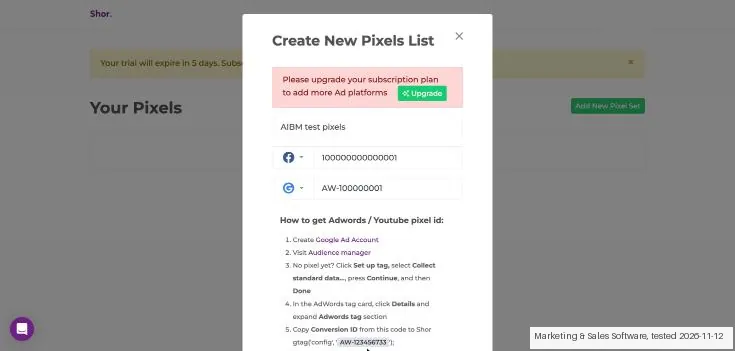 Shor.
Create New Pixels List
Your trial will expire in 5 days. Subs
Please upgrade your subscription plan
to add more Ad platforms Upgrade
Your Pixels
Add New Pixel Set
AIBM test pixels
100000000000001
AW-100000001
How to get Adwords / Youtube pixel id:
1. Create Google Ad Account
2. Visit Audience manager
3. No pixel yet? Click Set up tag, select Collect
standard data..., press Continue, and then
Done
4. In the AdWords tag card, click Details and
expand Adwords tag section
5. Copy Conversion ID from this code to Shor
gtag('config', 'AW-123456733');
Marketing & Sales Software, tested 2026-11-12